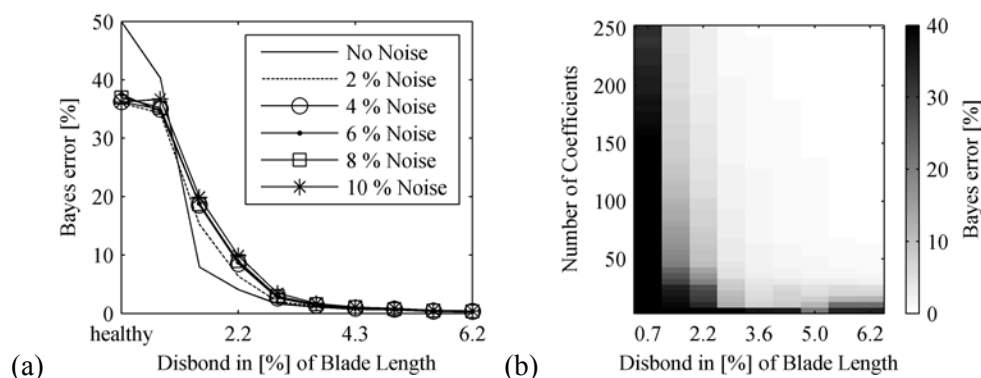 (a)
Bayes error [%]
50
40
30
20
10
0
healthy
2.2
4.3
6.2
Disbond in [%] of Blade Length
No Noise
2 % Noise
4 % Noise
6 % Noise
8 % Noise
10 % Noise
(b)
Number of Coefficients
250
200
150
100
50
0.7
2.2
3.6
5.0
6.2
Disbond in [%] of Blade Length
40
30
20
10
0
Bayes error [%]